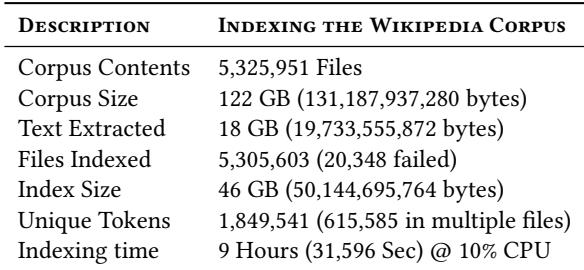 Description Indexing the Wikipedia Corpus
Corpus Contents 5,325,951 Files
Corpus Size 122 GB (131,187,937,280 bytes)
Text Extracted 18 GB (19,733,555,872 bytes)
Files Indexed 5,305,603 (20,348 failed)
Index Size 46 GB (50,144,695,764 bytes)
Unique Tokens 1,849,541 (615,585 in multiple files)
Indexing time 9 Hours (31,596 Sec) @ 10% CPU